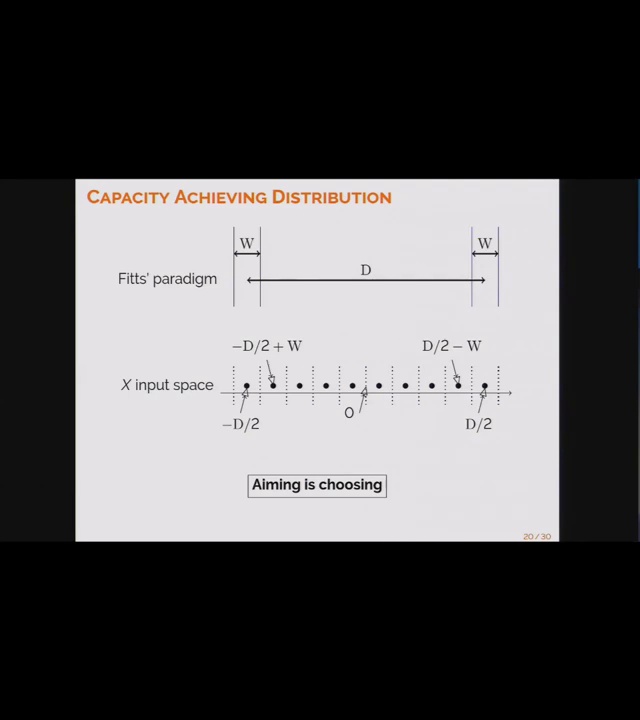 CAPACITY ACHIEVING DISTRIBUTION
W
W
D
Fitts' paradigm
−D/2 + W
D/2 − W
X input space
0
−D/2
D/2
Aiming is choosing
20 / 30